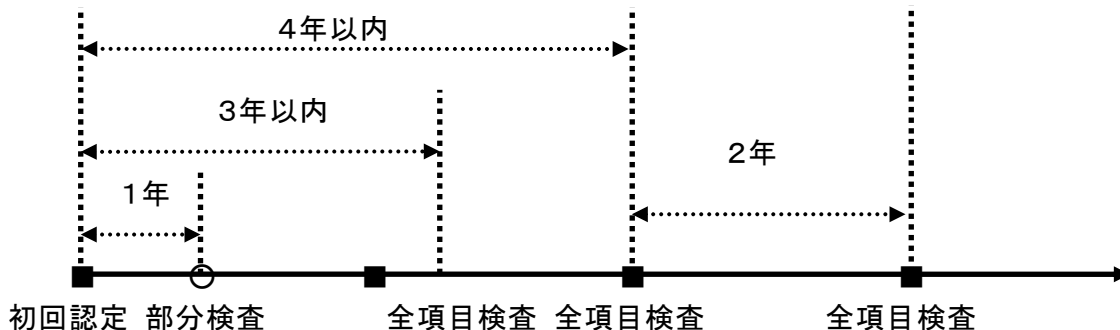 4年以内
3年以内
2年
1年
初回認定 部分検査 全項目検査 全項目検査 全項目検査